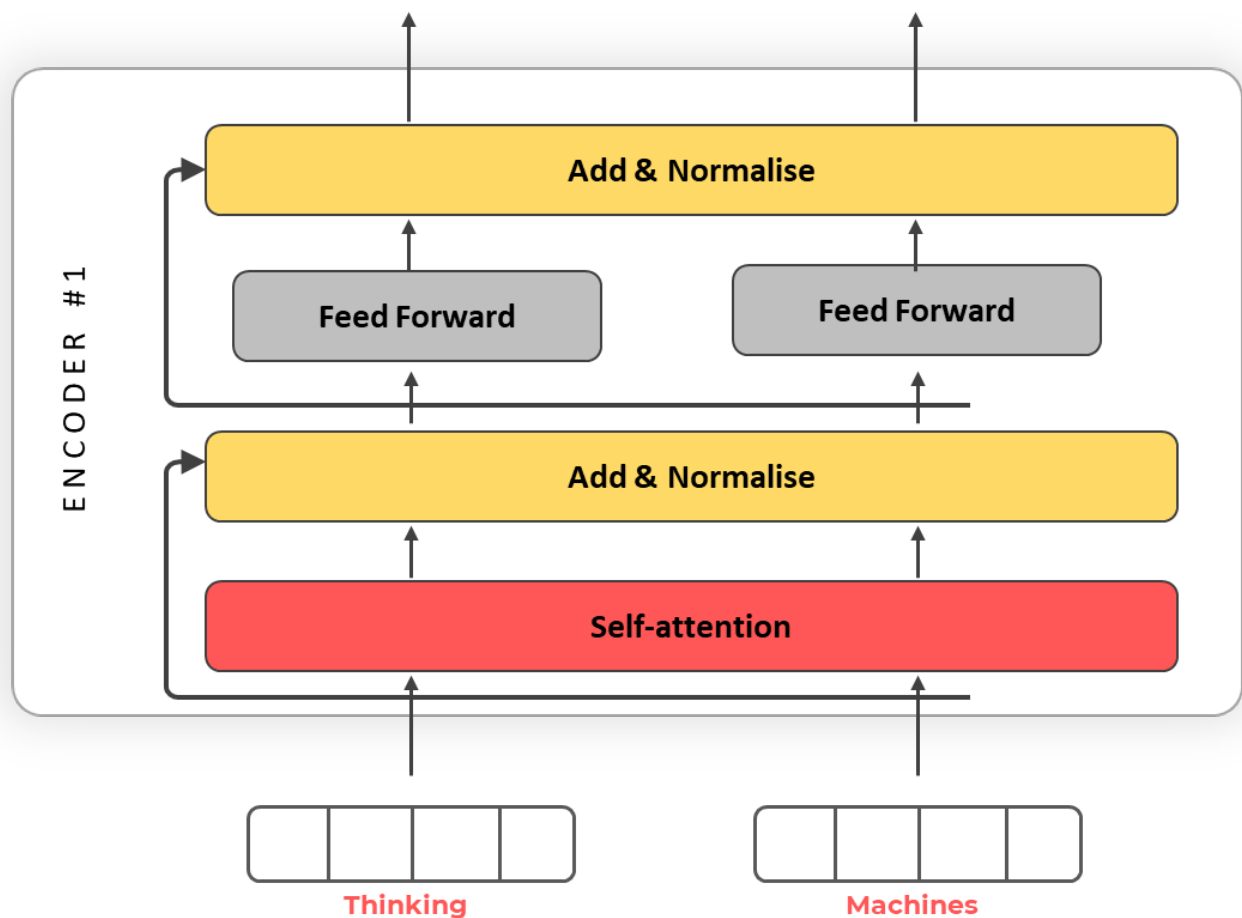 Add & Normalise
Feed Forward
Feed Forward
ENCODER #1
Add & Normalise
Self-attention
Thinking
Machines